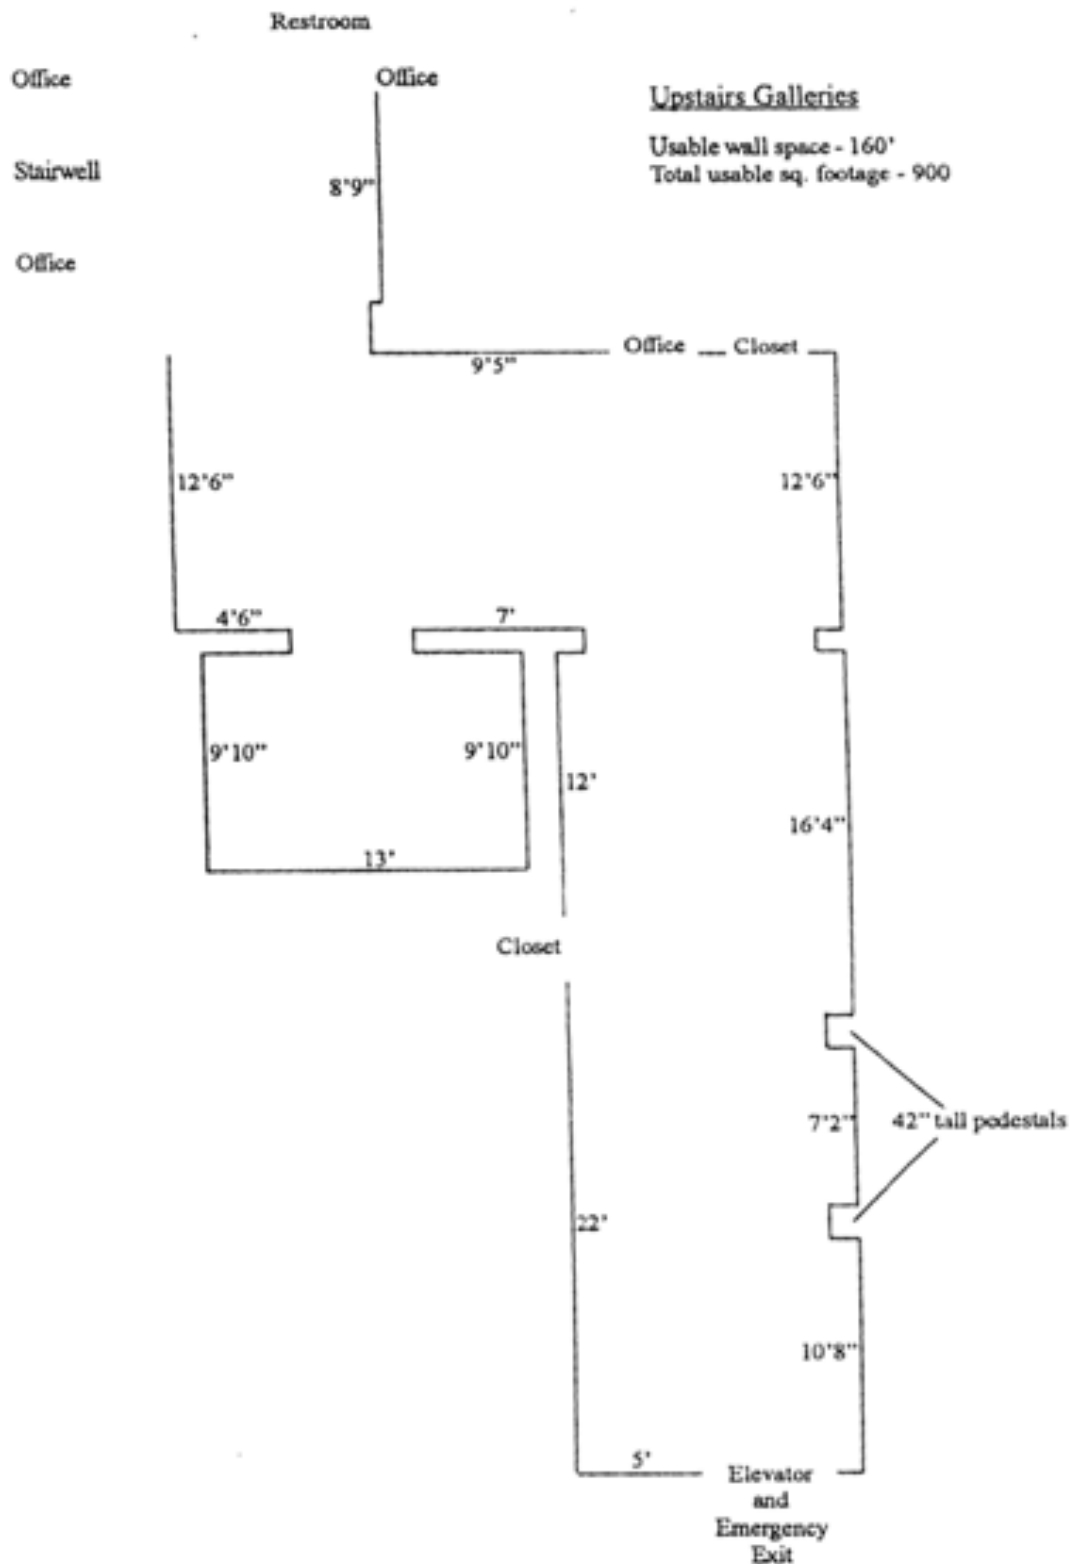 Restroom
Office
Office
Upstairs Galleries
Usable wall space - 160'
Total usable sq. footage - 900
Stairwell
8'9"
Office
Office
Closet
9'5"
12'6"
12'6"
4'6"
7'
9'10"
9'10"
12'
16'4"
13'
Closet
7'2"
42" tall podestals
22'
10'8"
5'
Elevator
and
Emergency
Exit